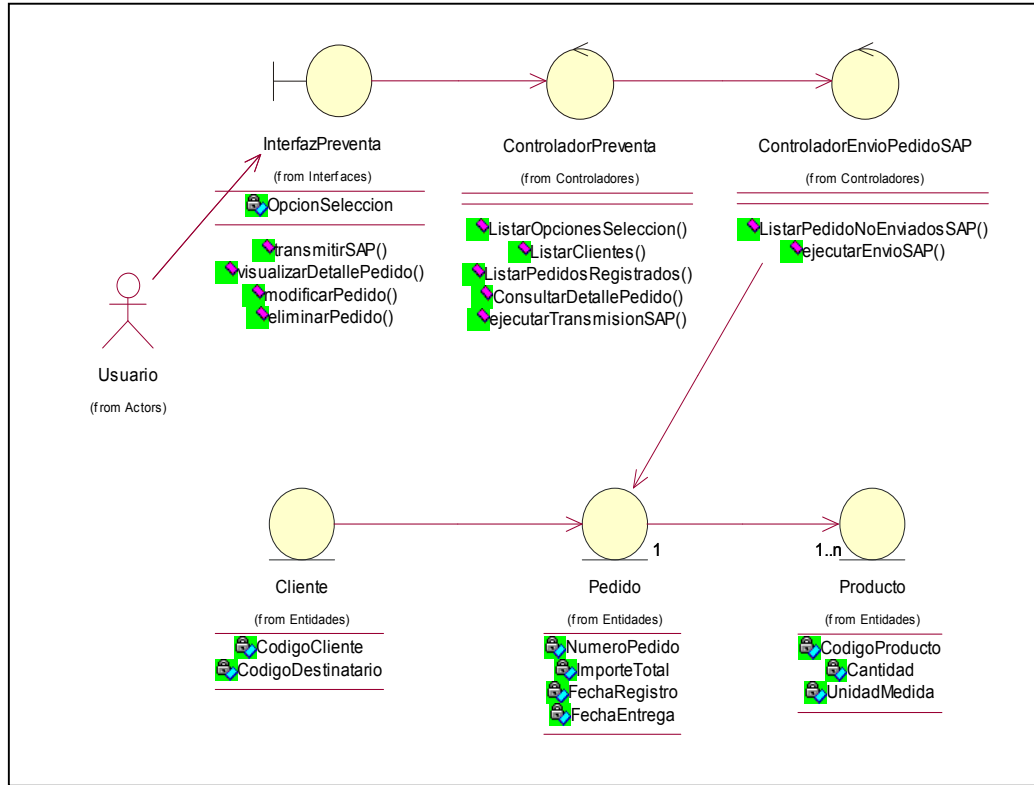 InterfazPreventa
(from Interfaces)
OpcionSeleccion
transmitirSAP()
visualizarDetallePedido()
modificarPedido()
eliminarPedido()
ControladorPreventa
(from Controladores)
ListarOpcionesSeleccion()
ListarClientes()
ListarPedidosRegistrados()
ConsultarDetallePedido()
ejecutarTransmisionSAP()
ControladorEnvioPedidoSAP
(from Controladores)
ListarPedidoNoEnviadosSAP()
ejecutarEnvioSAP()
Usuario
(from Actors)
Cliente
(from Entidades)
CodigoCliente
CodigoDestinatario
1
Pedido
(from Entidades)
NumeroPedido
ImporteTotal
FechaRegistro
FechaEntrega
1..n
Producto
(from Entidades)
CodigoProducto
Cantidad
UnidadMedida